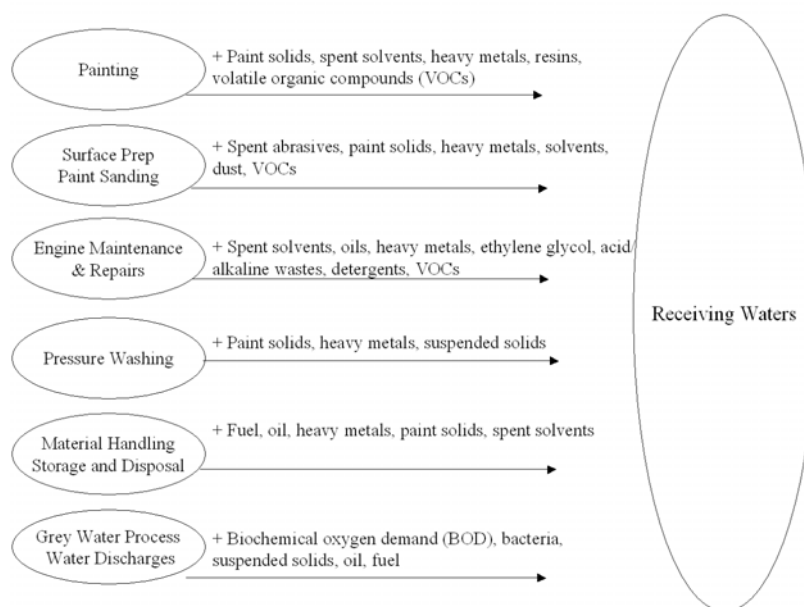 Painting
+ Paint solids, spent solvents, heavy metals, resins,
volatile organic compounds (VOCs)
Surface Prep
Paint Sanding
+ Spent abrasives, paint solids, heavy metals, solvents,
dust, VOCs
Engine Maintenance
& Repairs
+ Spent solvents, oils, heavy metals, ethylene glycol, acid/
alkaline wastes, detergents, VOCs
Receiving Waters
Pressure Washing
+ Paint solids, heavy metals, suspended solids
Material Handling
Storage and Disposal
+ Fuel, oil, heavy metals, paint solids, spent solvents
Grey Water Process
Water Discharges
+ Biochemical oxygen demand (BOD), bacteria,
suspended solids, oil, fuel